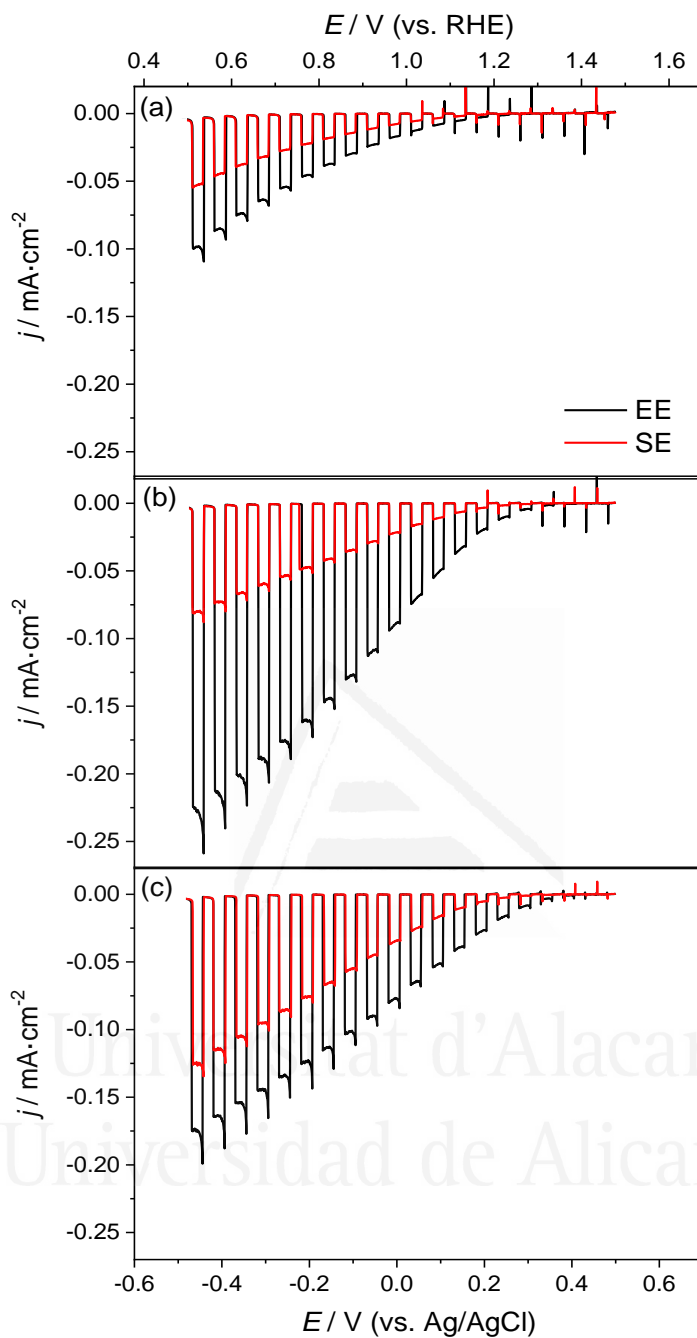 E / V (vs. RHE)
0.4 0.6 0.8 1.0 1.2 1.4 1.6
(a)
0.00
-0.05
-0.10
-0.15
-0.20
-0.25
j / mA·cm⁻²
EE
SE
(b)
0.00
-0.05
-0.10
-0.15
-0.20
-0.25
j / mA·cm⁻²
(c)
0.00
-0.05
-0.10
-0.15
-0.20
-0.25
j / mA·cm⁻²
Universitat d'Alacan
Universidad de Alican
-0.6 -0.4 -0.2 0.0 0.2 0.4 0.6
E / V (vs. Ag/AgCl)